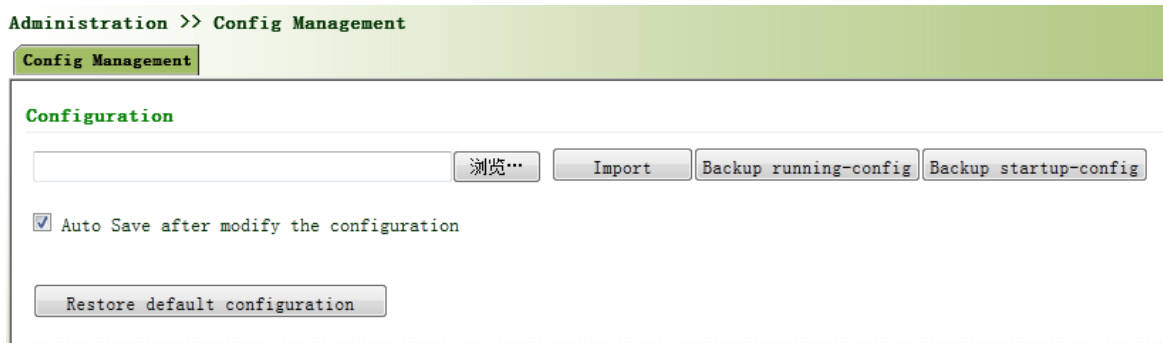 Administration >> Config Management
Config Management
Configuration
浏览… Import Backup running-config Backup startup-config
Auto Save after modify the configuration
Restore default configuration